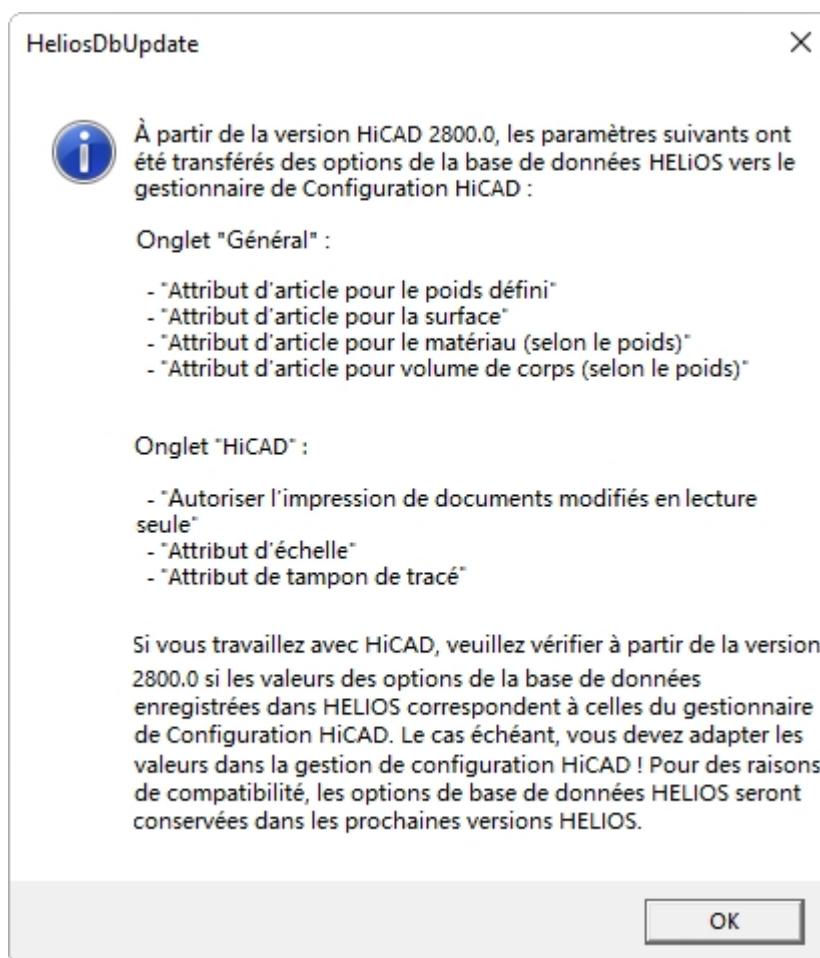 HeliosDbUpdate
À partir de la version HiCAD 2800.0, les paramètres suivants ont
été transférés des options de la base de données HELiOS vers le
gestionnaire de Configuration HiCAD :
Onglet "Général" :
- "Attribut d'article pour le poids défini"
- "Attribut d'article pour la surface"
- "Attribut d'article pour le matériau (selon le poids)"
- "Attribut d'article pour volume de corps (selon le poids)"
Onglet "HiCAD" :
- "Autoriser l'impression de documents modifiés en lecture
seule"
- "Attribut d'échelle"
- "Attribut de tampon de tracé"
Si vous travaillez avec HiCAD, veuillez vérifier à partir de la version
2800.0 si les valeurs des options de la base de données
enregistrées dans HELIOS correspondent à celles du gestionnaire
de Configuration HiCAD. Le cas échéant, vous devez adapter les
valeurs dans la gestion de configuration HiCAD ! Pour des raisons
de compatibilité, les options de base de données HELIOS seront
conservées dans les prochaines versions HELIOS.
OK